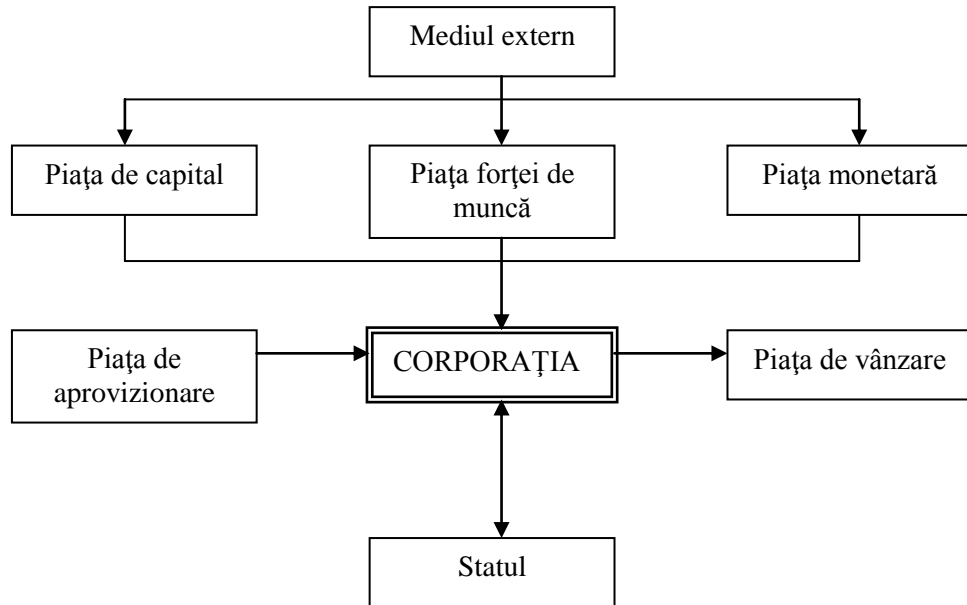 Mediul extern
Piaţa de capital
Piaţa forţei de
muncă
Piaţa monetară
Piaţa de
aprovizionare
CORPORAŢIA
Piaţa de vânzare
Statul